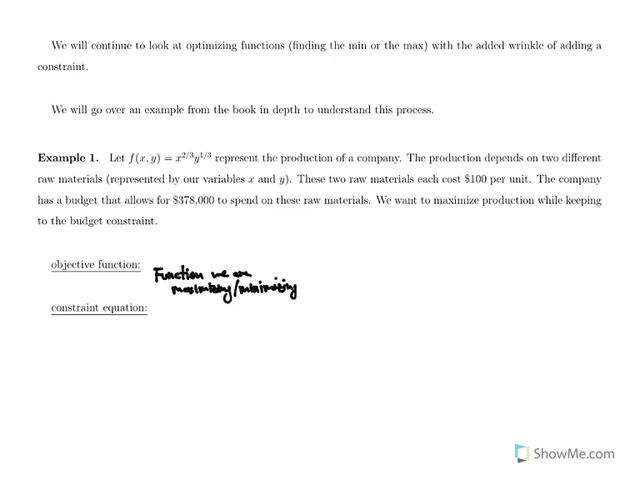 We will continue to look at optimizing functions (finding the min or the max) with the added wrinkle of adding a
constraint.
We will go over an example from the book in depth to understand this process.
Example 1. Let f(x, y) = x^{2/3}y^{1/3} represent the production of a company. The production depends on two different
raw materials (represented by our variables x and y). These two raw materials each cost $100 per unit. The company
has a budget that allows for $378,000 to spend on these raw materials. We want to maximize production while keeping
to the budget constraint.
objective function: Function we are
maximizing/minimizing
constraint equation:
ShowMe.com